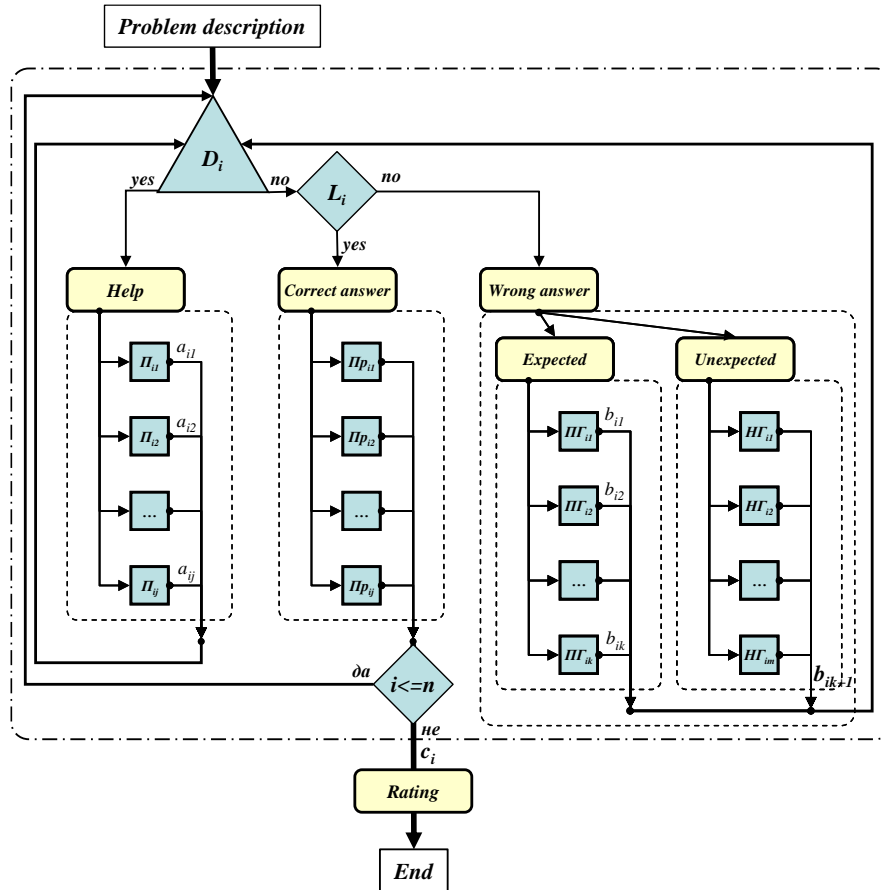 Problem description
D_i
yes
no
L_i
no
yes
Help
Correct answer
Wrong answer
Expected
Unexpected
П_i1
a_i1
П_i2
a_i2
...
П_ij
a_ij
Пр_i1
Пр_i2
...
Пр_ij
ПГ_i1
b_i1
ПГ_i2
b_i2
...
ПГ_ik
b_ik
НГ_i1
НГ_i2
...
НГ_im
b_ik+1
да
i<=n
не
c_i
Rating
End